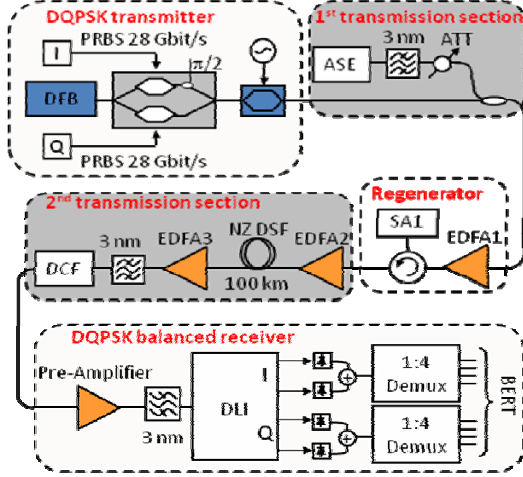 DQPSK transmitter
I
PRBS 28 Gbit/s
π/2
DFB
Q
PRBS 28 Gbit/s
1st transmission section
3 nm
ATT
ASE
Regenerator
SA1
EDFA1
2nd transmission section
3 nm
EDFA3
NZ DSF
EDFA2
DCF
100 km
DQPSK balanced receiver
Pre-Amplifier
3 nm
DLI
I
Q
1:4
Demux
1:4
Demux
BERT